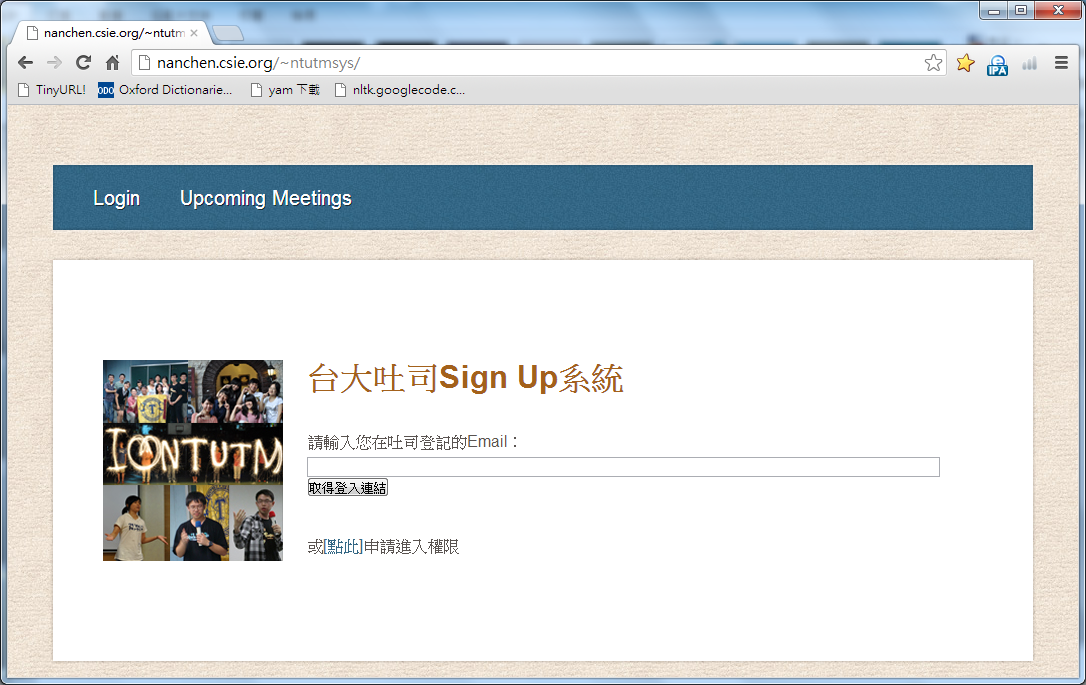 nanchen.csie.org/~ntutm
nanchen.csie.org/~ntutmsys/
IPA
TinyURL!
ODO Oxford Dictionarie...
yam 下載
nltk.googlecode.c...
Login
Upcoming Meetings
台大吐司Sign Up系統
請輸入您在吐司登記的Email：
I♥NTUTM
取得登入連結
或[點此]申請進入權限